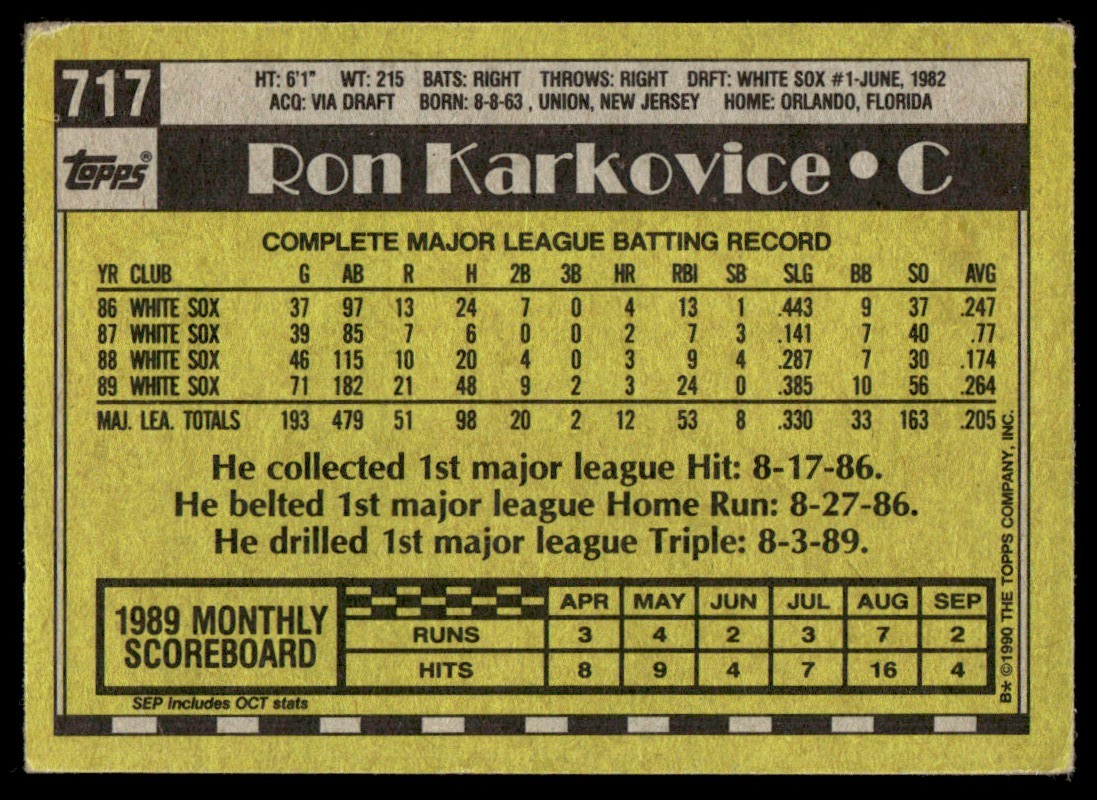 717
HT: 6'1" WT: 215 BATS: RIGHT THROWS: RIGHT DRFT: WHITE SOX #1-JUNE, 1982
ACQ: VIA DRAFT BORN: 8-8-63 , UNION, NEW JERSEY HOME: ORLANDO, FLORIDA
Topps®
Ron Karkovice • C
COMPLETE MAJOR LEAGUE BATTING RECORD
YR CLUB G AB R H 2B 3B HR RBI SB SLG BB SO AVG
86 WHITE SOX 37 97 13 24 7 0 4 13 1 .443 9 37 .247
87 WHITE SOX 39 85 7 6 0 0 2 7 3 .141 7 40 .77
88 WHITE SOX 46 115 10 20 4 0 3 9 4 .287 7 30 .174
89 WHITE SOX 71 182 21 48 9 2 3 24 0 .385 10 56 .264
MAJ. LEA. TOTALS 193 479 51 98 20 2 12 53 8 .330 33 163 .205
He collected 1st major league Hit: 8-17-86.
He belted 1st major league Home Run: 8-27-86.
He drilled 1st major league Triple: 8-3-89.
1989 MONTHLY
SCOREBOARD
APR MAY JUN JUL AUG SEP
RUNS 3 4 2 3 7 2
HITS 8 9 4 7 16 4
SEP includes OCT stats
B* ©1990 THE TOPPS COMPANY, INC.